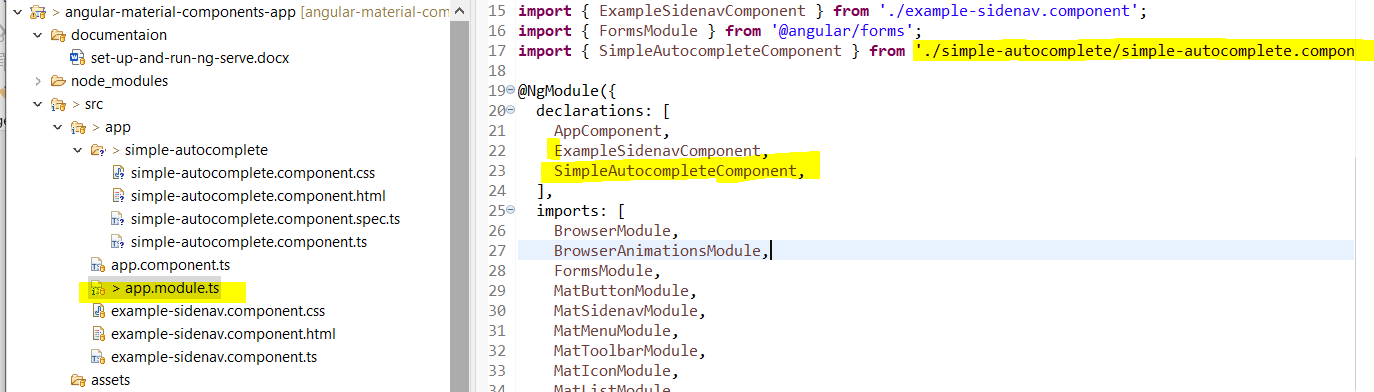 > angular-material-components-app [angular-material-com
documentaion
set-up-and-run-ng-serve.docx
node_modules
> src
> app
> simple-autocomplete
simple-autocomplete.component.css
simple-autocomplete.component.html
simple-autocomplete.component.spec.ts
simple-autocomplete.component.ts
app.component.ts
> app.module.ts
example-sidenav.component.css
example-sidenav.component.html
example-sidenav.component.ts
assets
15 import { ExampleSidenavComponent } from './example-sidenav.component';
16 import { FormsModule } from '@angular/forms';
17 import { SimpleAutocompleteComponent } from './simple-autocomplete/simple-autocomplete.compon
18
19 @NgModule({
20 declarations: [
21 AppComponent,
22 ExampleSidenavComponent,
23 SimpleAutocompleteComponent,
24 ],
25 imports: [
26 BrowserModule,
27 BrowserAnimationsModule,
28 FormsModule,
29 MatButtonModule,
30 MatSidenavModule,
31 MatMenuModule,
32 MatToolbarModule,
33 MatIconModule,
34 MatListModule,